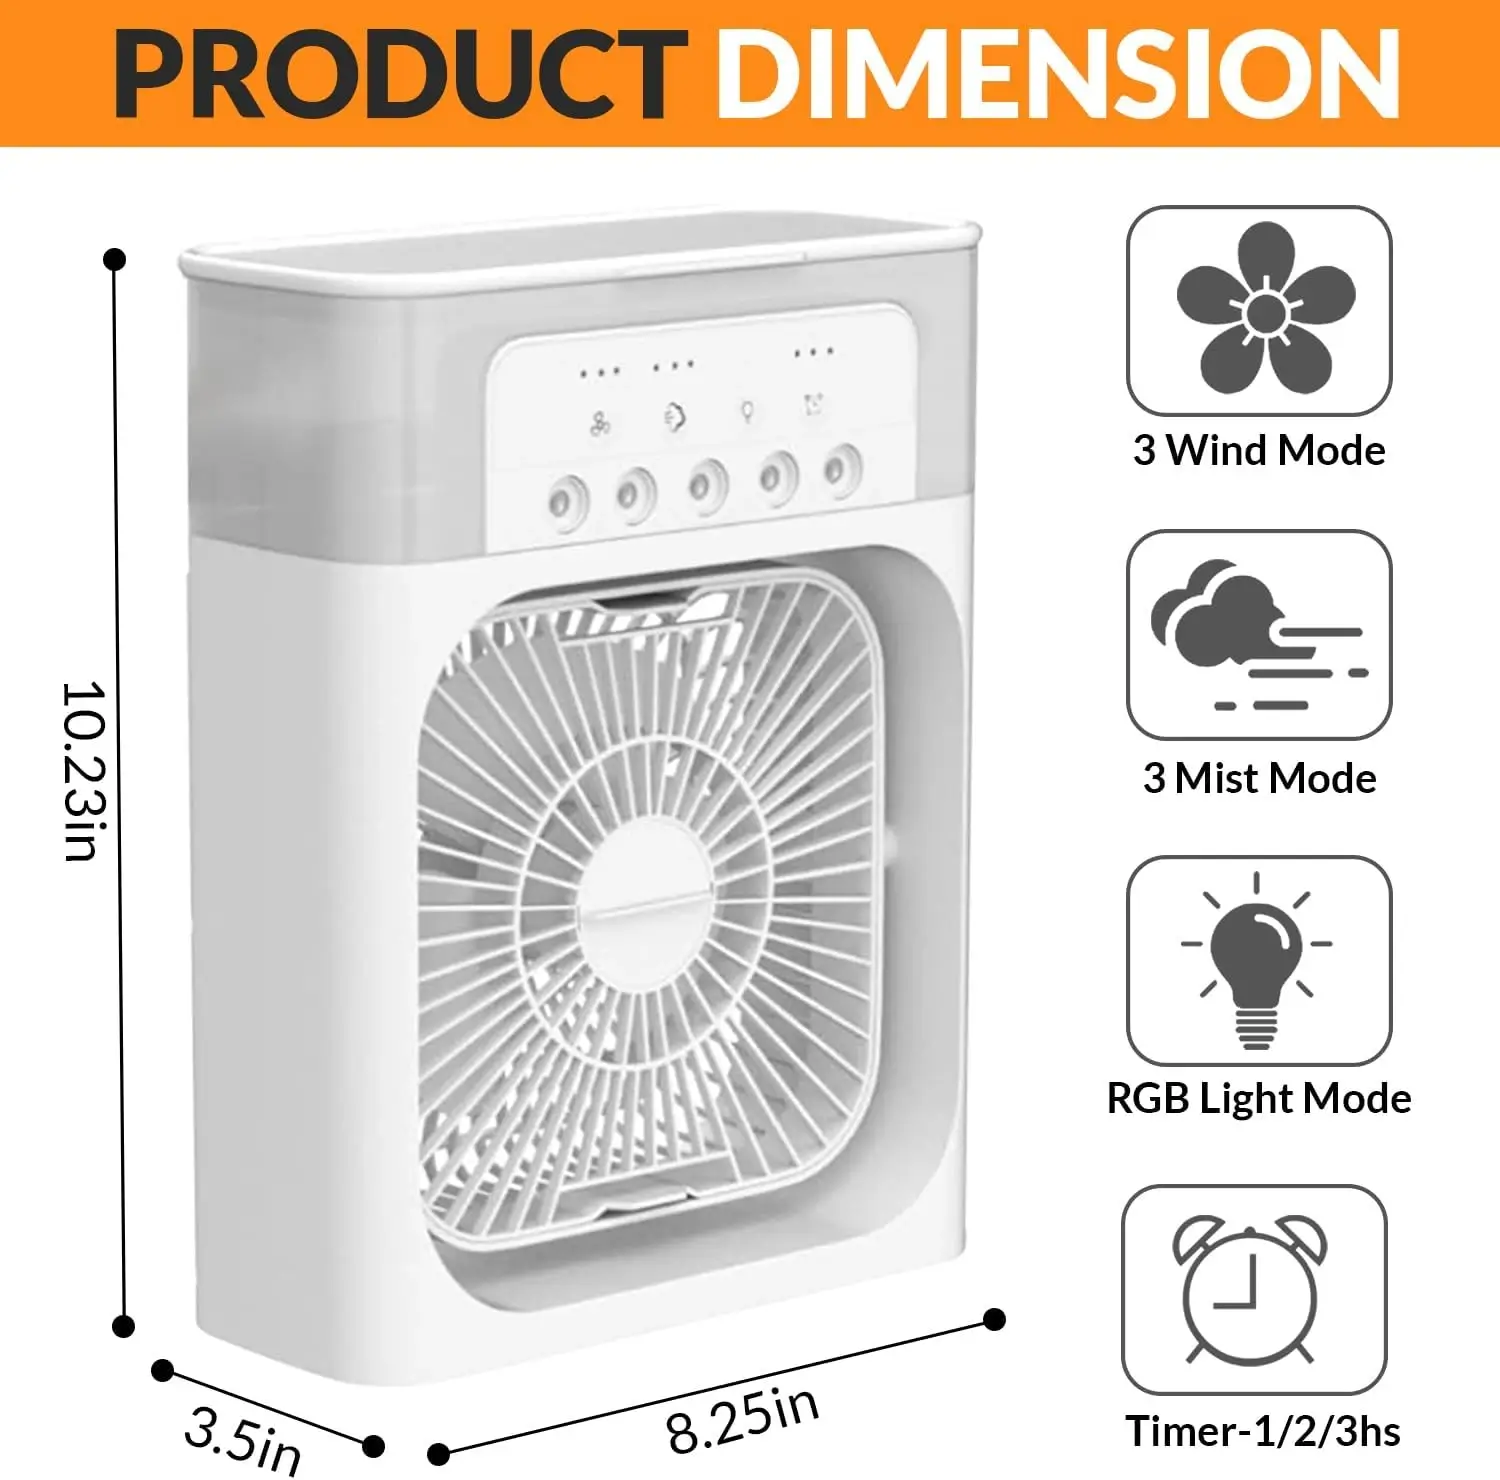 PRODUCT DIMENSION
3 Wind Mode
10.23in
3 Mist Mode
RGB Light Mode
3.5in
8.25in
Timer-1/2/3hs